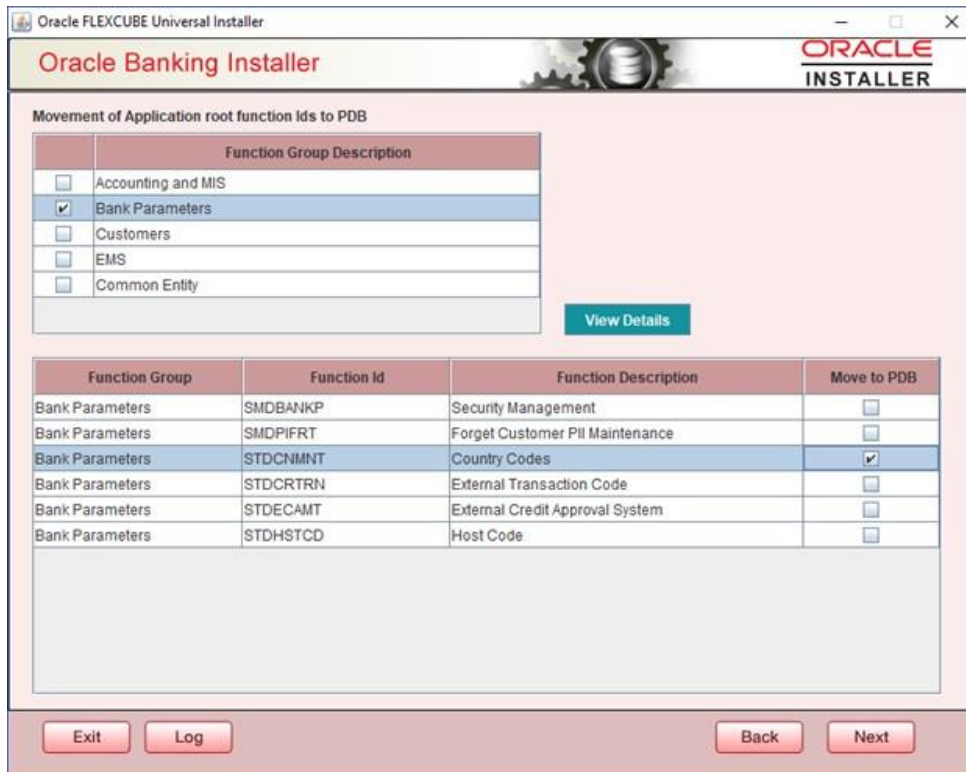 Oracle FLEXCUBE Universal Installer
Oracle Banking Installer
ORACLE
INSTALLER
Movement of Application root function Ids to PDB
Function Group Description
Accounting and MIS
Bank Parameters
Customers
EMS
Common Entity
View Details
Function Group Function Id Function Description Move to PDB
Bank Parameters SMDBANKP Security Management
Bank Parameters SMDPIFRT Forget Customer PII Maintenance
Bank Parameters STDCNMNT Country Codes
Bank Parameters STDCRTRN External Transaction Code
Bank Parameters STDECAMT External Credit Approval System
Bank Parameters STDHSTCD Host Code
Exit Log Back Next